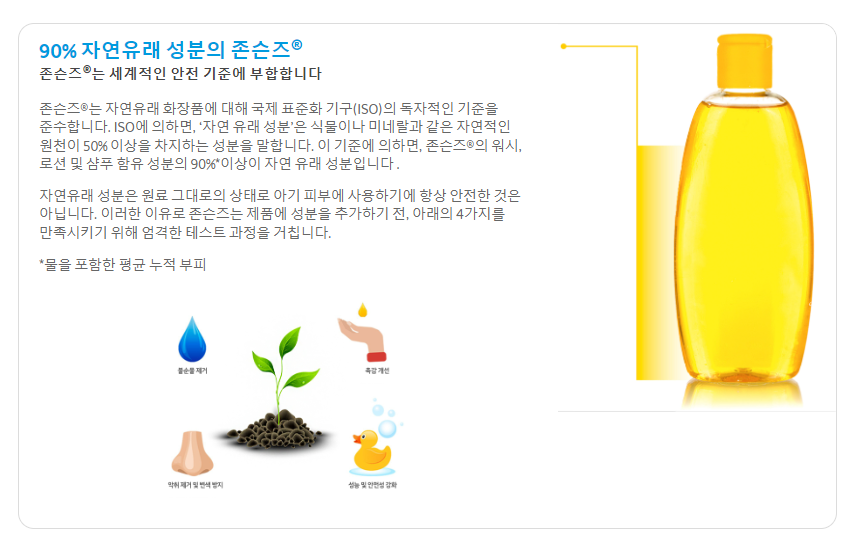 90% 자연유래 성분의 존슨즈®
존슨즈®는 세계적인 안전 기준에 부합합니다
존슨즈®는 자연유래 화장품에 대해 국제 표준화 기구(ISO)의 독자적인 기준을
준수합니다. ISO에 의하면, ‘자연 유래 성분’은 식물이나 미네랄과 같은 자연적인
원천이 50% 이상을 차지하는 성분을 말합니다. 이 기준에 의하면, 존슨즈®의 워시,
로션 및 샴푸 함유 성분의 90%*이상이 자연 유래 성분입니다 .
자연유래 성분은 원료 그대로의 상태로 아기 피부에 사용하기에 항상 안전한 것은
아닙니다. 이러한 이유로 존슨즈는 제품에 성분을 추가하기 전, 아래의 4가지를
만족시키기 위해 엄격한 테스트 과정을 거칩니다.
*물을 포함한 평균 누적 부피
불순물 제거
촉감 개선
악취 제거 및 변색 방지
성능 및 안전성 강화